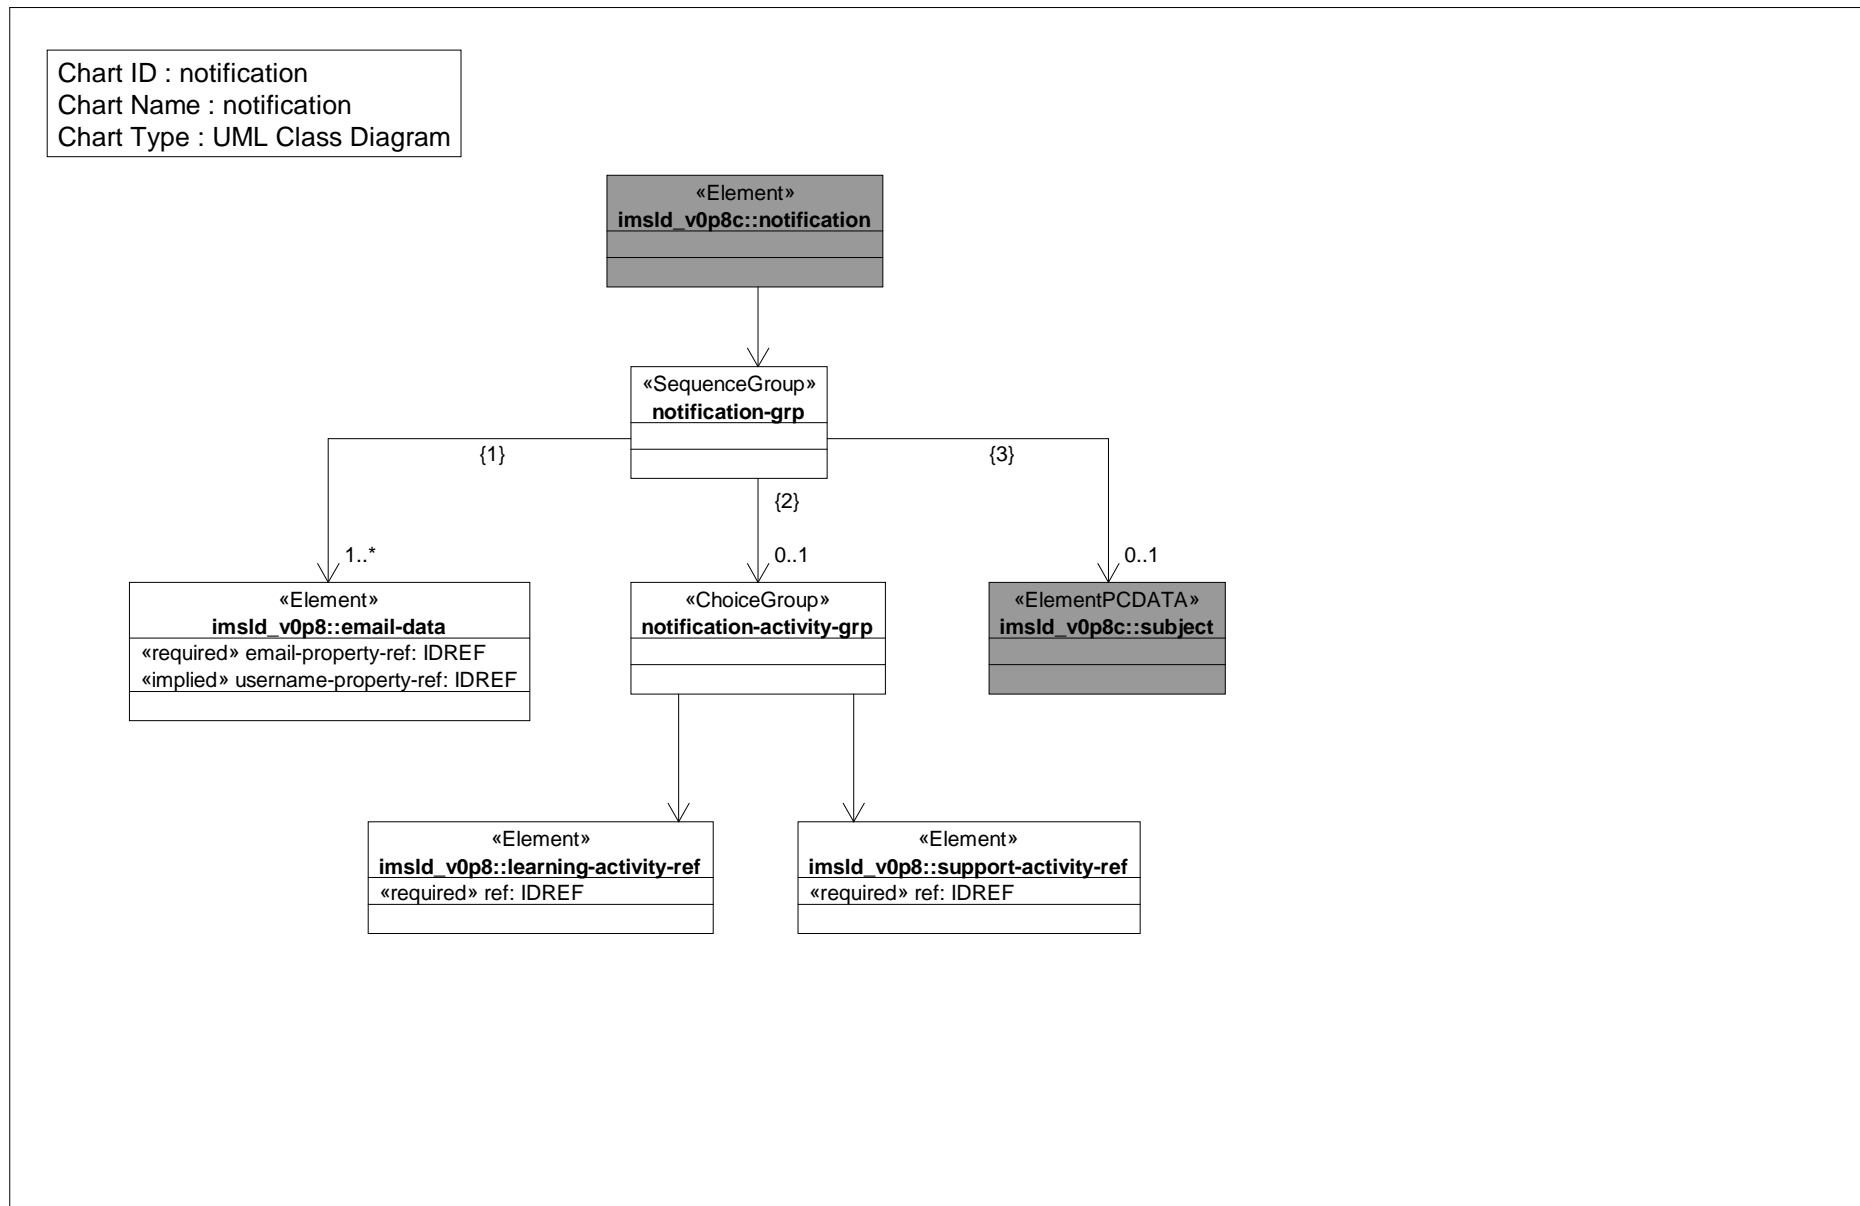 Chart ID : notification
Chart Name : notification
Chart Type : UML Class Diagram
«Element»
imsld_v0p8c::notification
«SequenceGroup»
notification-grp
{1}
{3}
{2}
1..*
0..1
0..1
«Element»
imsld_v0p8::email-data
«required» email-property-ref: IDREF
«implied» username-property-ref: IDREF
«ChoiceGroup»
notification-activity-grp
«ElementPCDATA»
imsld_v0p8c::subject
«Element»
imsld_v0p8::learning-activity-ref
«required» ref: IDREF
«Element»
imsld_v0p8::support-activity-ref
«required» ref: IDREF